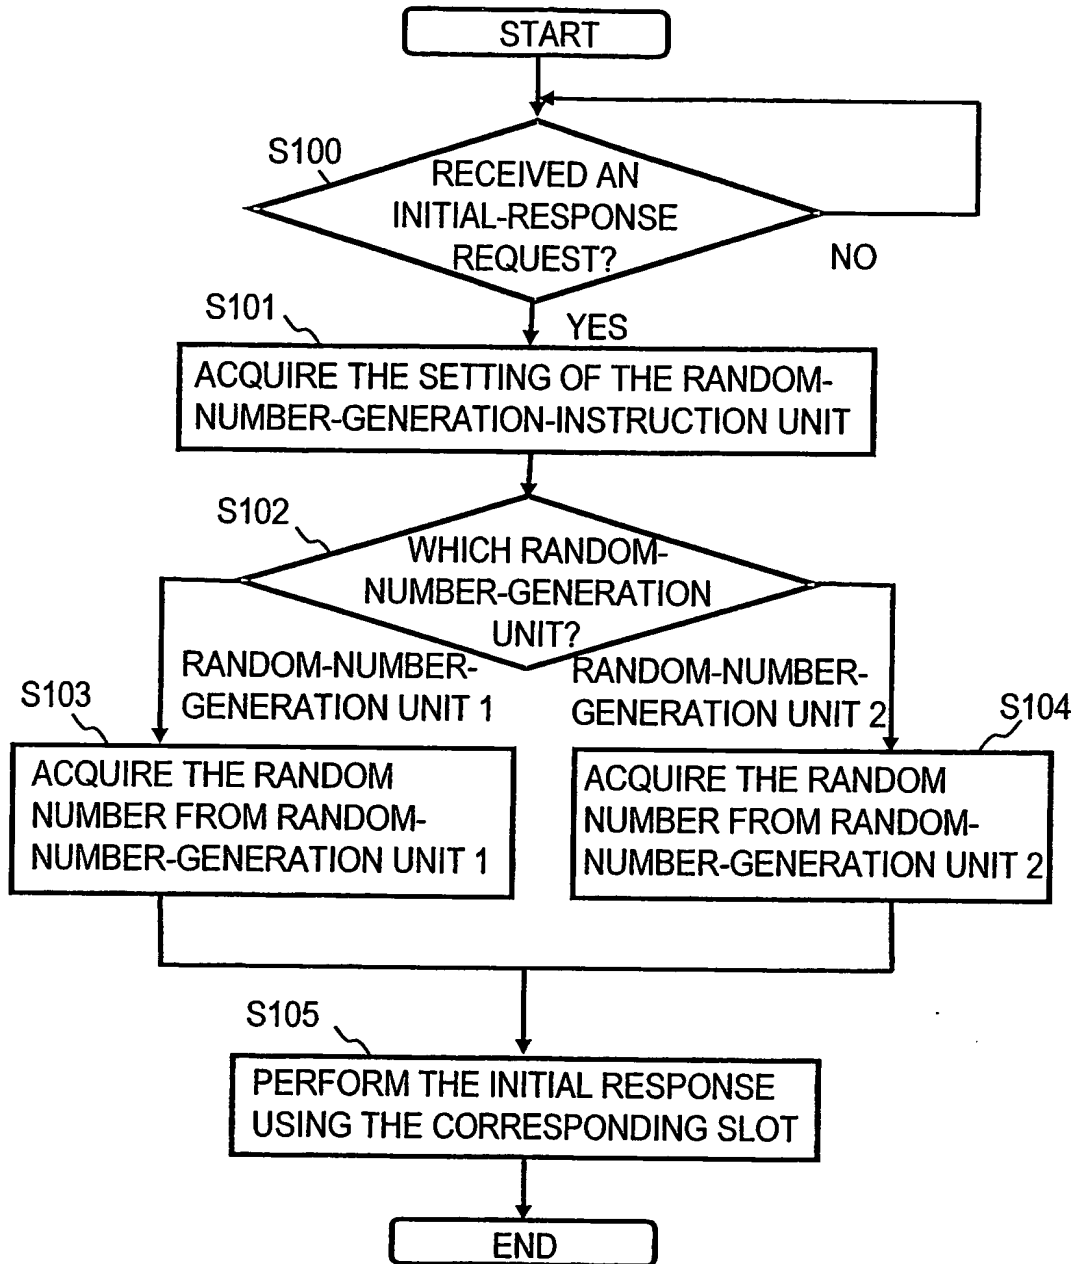 START
S100
RECEIVED AN
INITIAL-RESPONSE
REQUEST?
NO
S101
YES
ACQUIRE THE SETTING OF THE RANDOM-
NUMBER-GENERATION-INSTRUCTION UNIT
S102
WHICH RANDOM-
NUMBER-GENERATION
UNIT?
RANDOM-NUMBER-
GENERATION UNIT 1
RANDOM-NUMBER-
GENERATION UNIT 2
S103
ACQUIRE THE RANDOM
NUMBER FROM RANDOM-
NUMBER-GENERATION UNIT 1
S104
ACQUIRE THE RANDOM
NUMBER FROM RANDOM-
NUMBER-GENERATION UNIT 2
S105
PERFORM THE INITIAL RESPONSE
USING THE CORRESPONDING SLOT
END